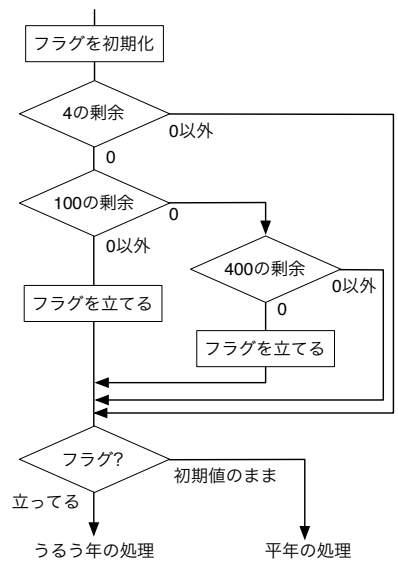 フラグを初期化
4の剰余
0以外
0
100の剰余
0
0以外
400の剰余
0以外
0
フラグを立てる
フラグを立てる
フラグ?
初期値のまま
立ってる
うるう年の処理
平年の処理